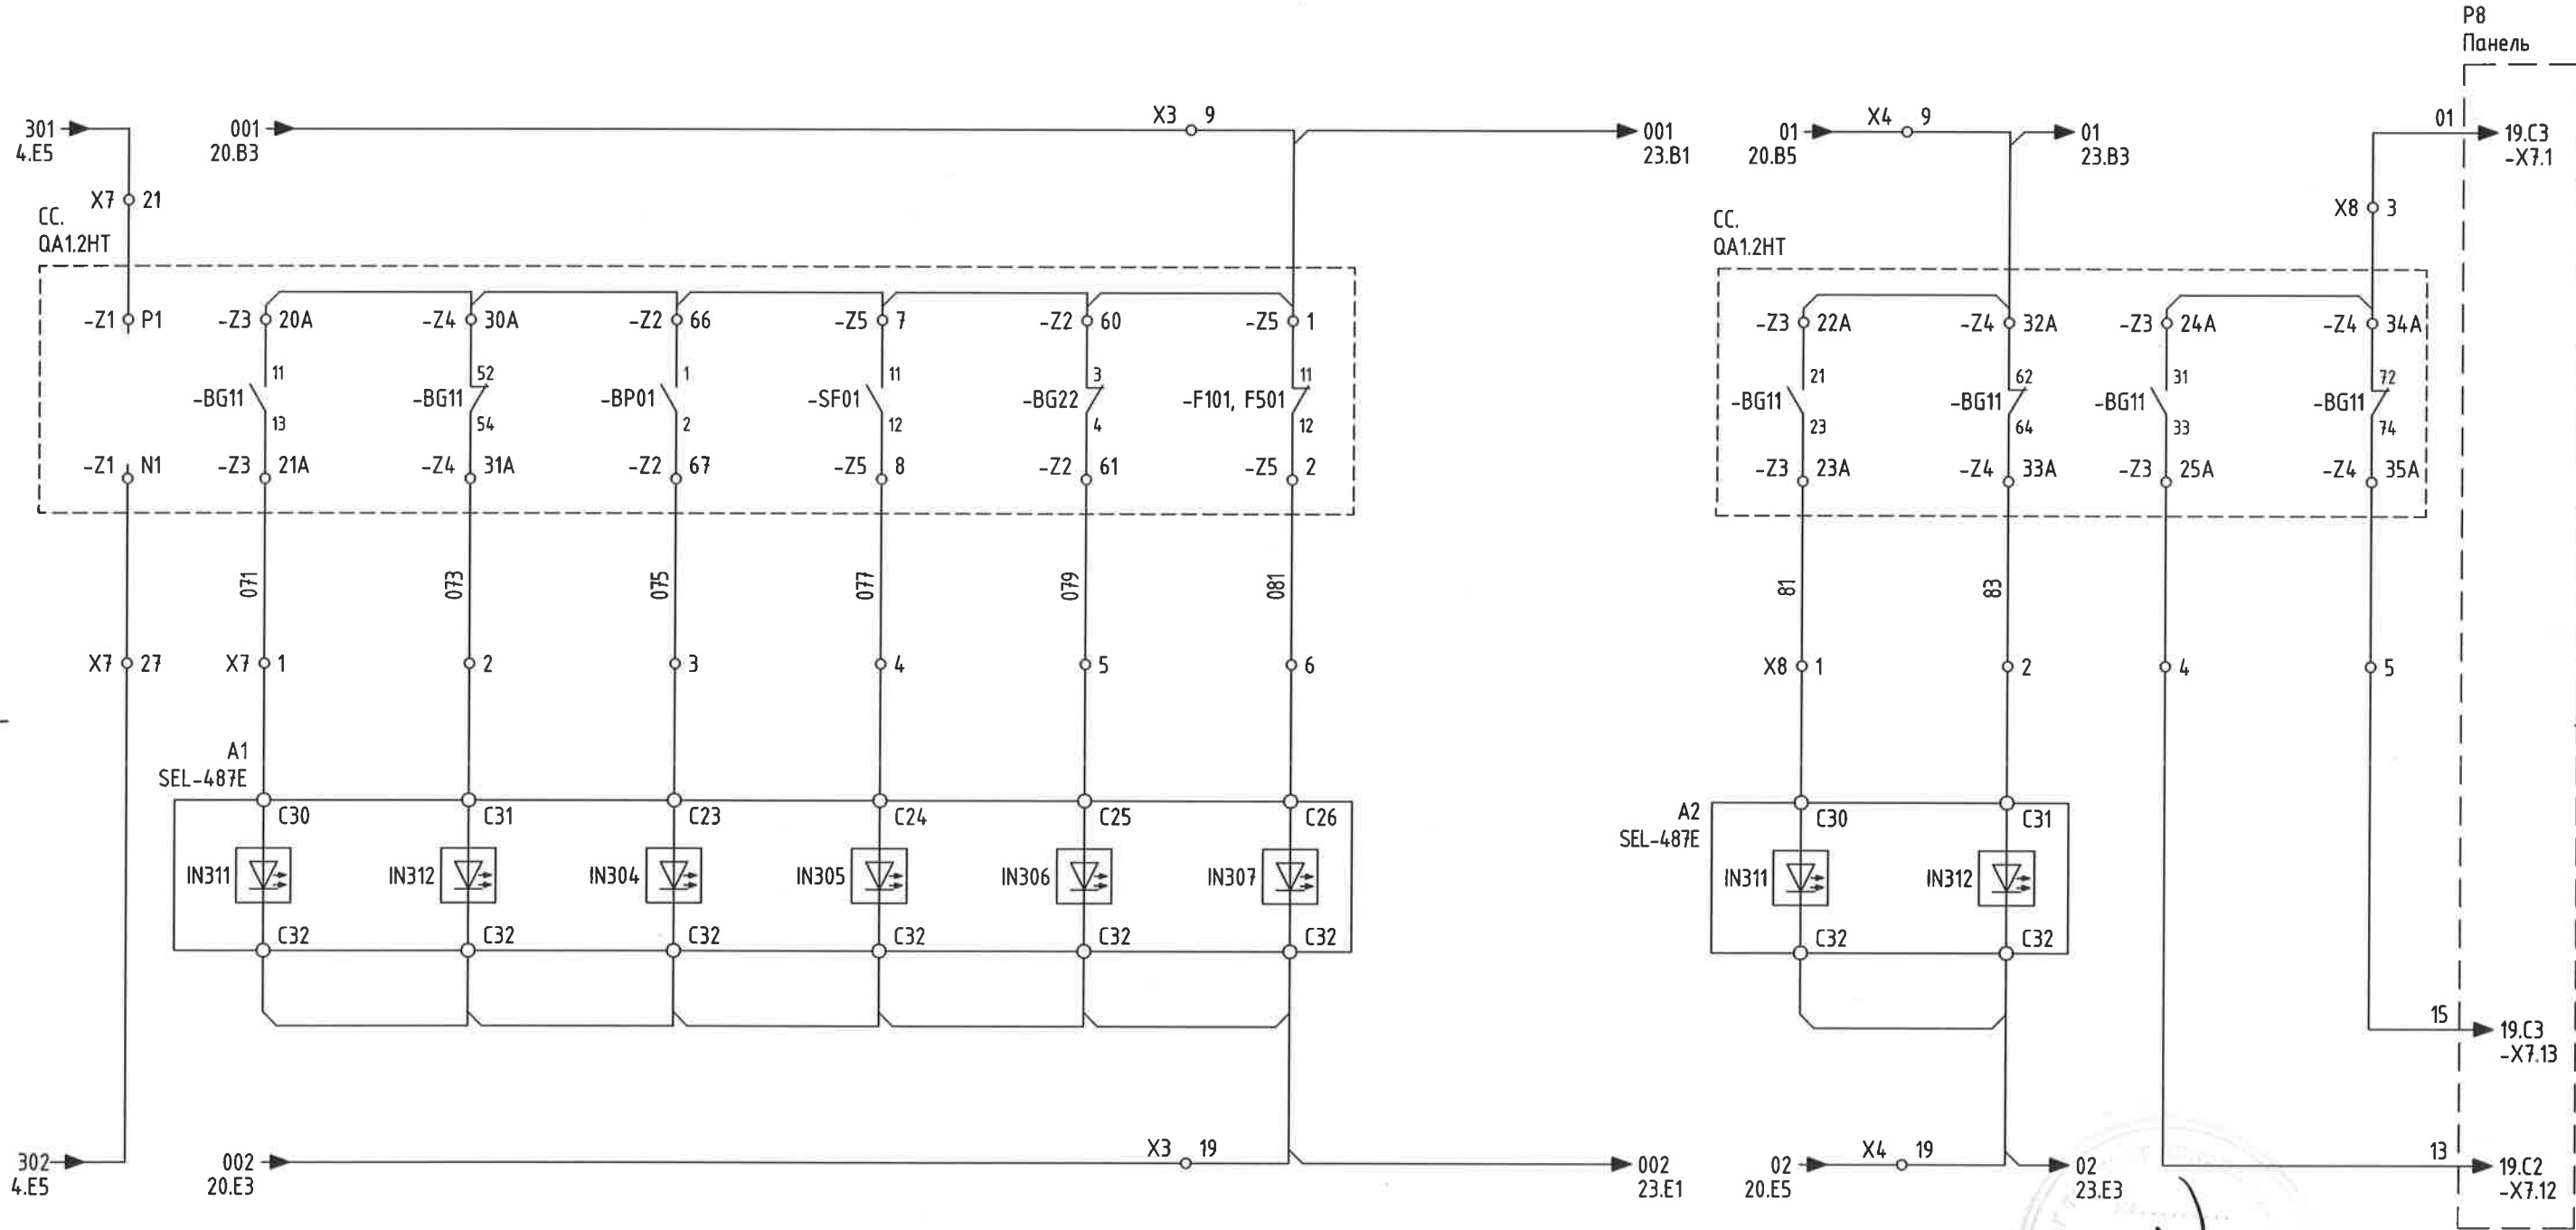 P8
Панель
301
4.E5
001
20.B3
X3 9
001
23.B1
01
20.B5
X4 9
01
23.B3
01
19.C3
-X7.1
X7 21
X8 3
CC.
QA1.2HT
CC.
QA1.2HT
-Z1 P1
-Z3 20A
-Z4 30A
-Z2 66
-Z5 7
-Z2 60
-Z5 1
-Z3 22A
-Z4 32A
-Z3 24A
-Z4 34A
11
-BG11
13
52
-BG11
54
1
-BP01
2
11
-SF01
12
3
-BG22
4
11
-F101, F501
12
21
-BG11
23
62
-BG11
64
31
-BG11
33
72
-BG11
74
-Z1 N1
-Z3 21A
-Z4 31A
-Z2 67
-Z5 8
-Z2 61
-Z5 2
-Z3 23A
-Z4 33A
-Z3 25A
-Z4 35A
071
073
075
077
079
081
81
83
X7 27
X7 1
2
3
4
5
6
X8 1
2
4
5
A1
SEL-487E
C30
C31
C23
C24
C25
C26
IN311
IN312
IN304
IN305
IN306
IN307
C32
C32
C32
C32
C32
C32
A2
SEL-487E
C30
C31
IN311
IN312
C32
C32
15
19.C3
-X7.13
302
4.E5
002
20.E3
X3 19
002
23.E1
02
20.E5
X4 19
02
23.E3
13
19.C2
-X7.12